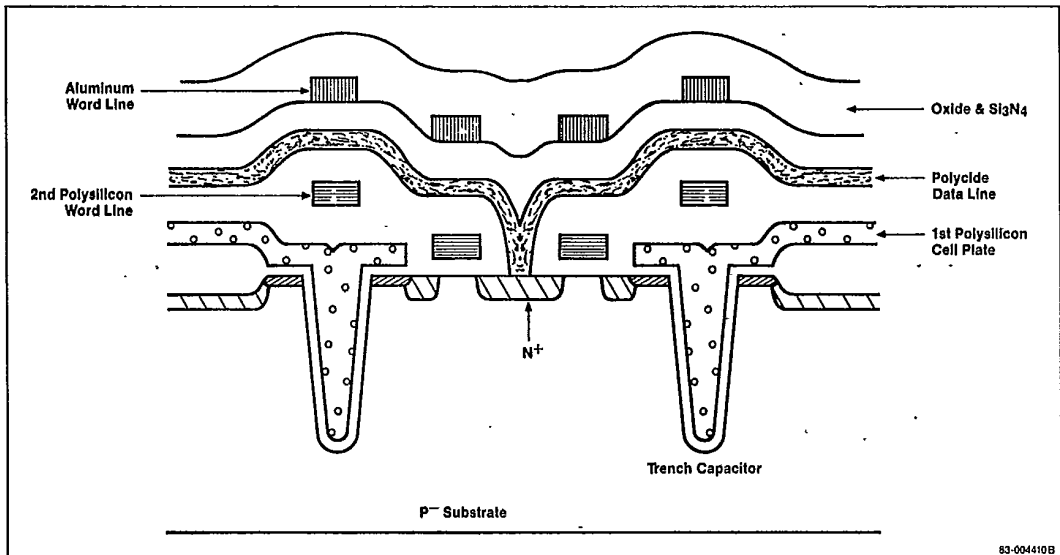 Aluminum
Word Line
Oxide & Si3N4
2nd Polysilicon
Word Line
Polycide
Data Line
1st Polysilicon
Cell Plate
N+
Trench Capacitor
P− Substrate
83-004410B